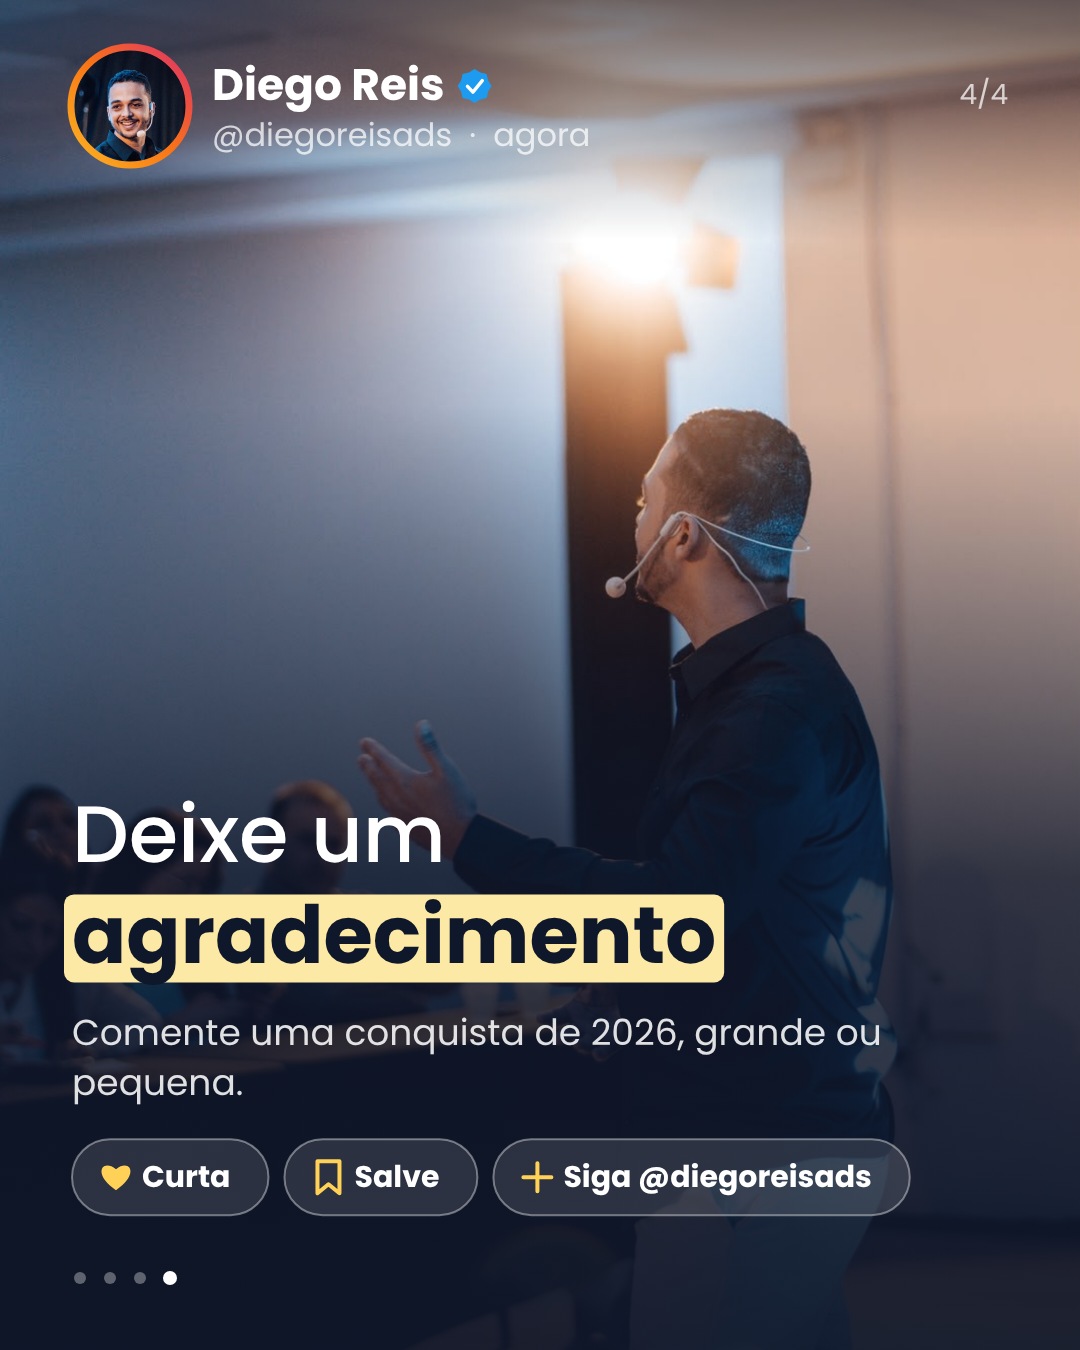 Diego Reis
@diegoreisads · agora
4/4
Deixe um
agradecimento
Comente uma conquista de 2026, grande ou
pequena.
Curta
Salve
Siga @diegoreisads